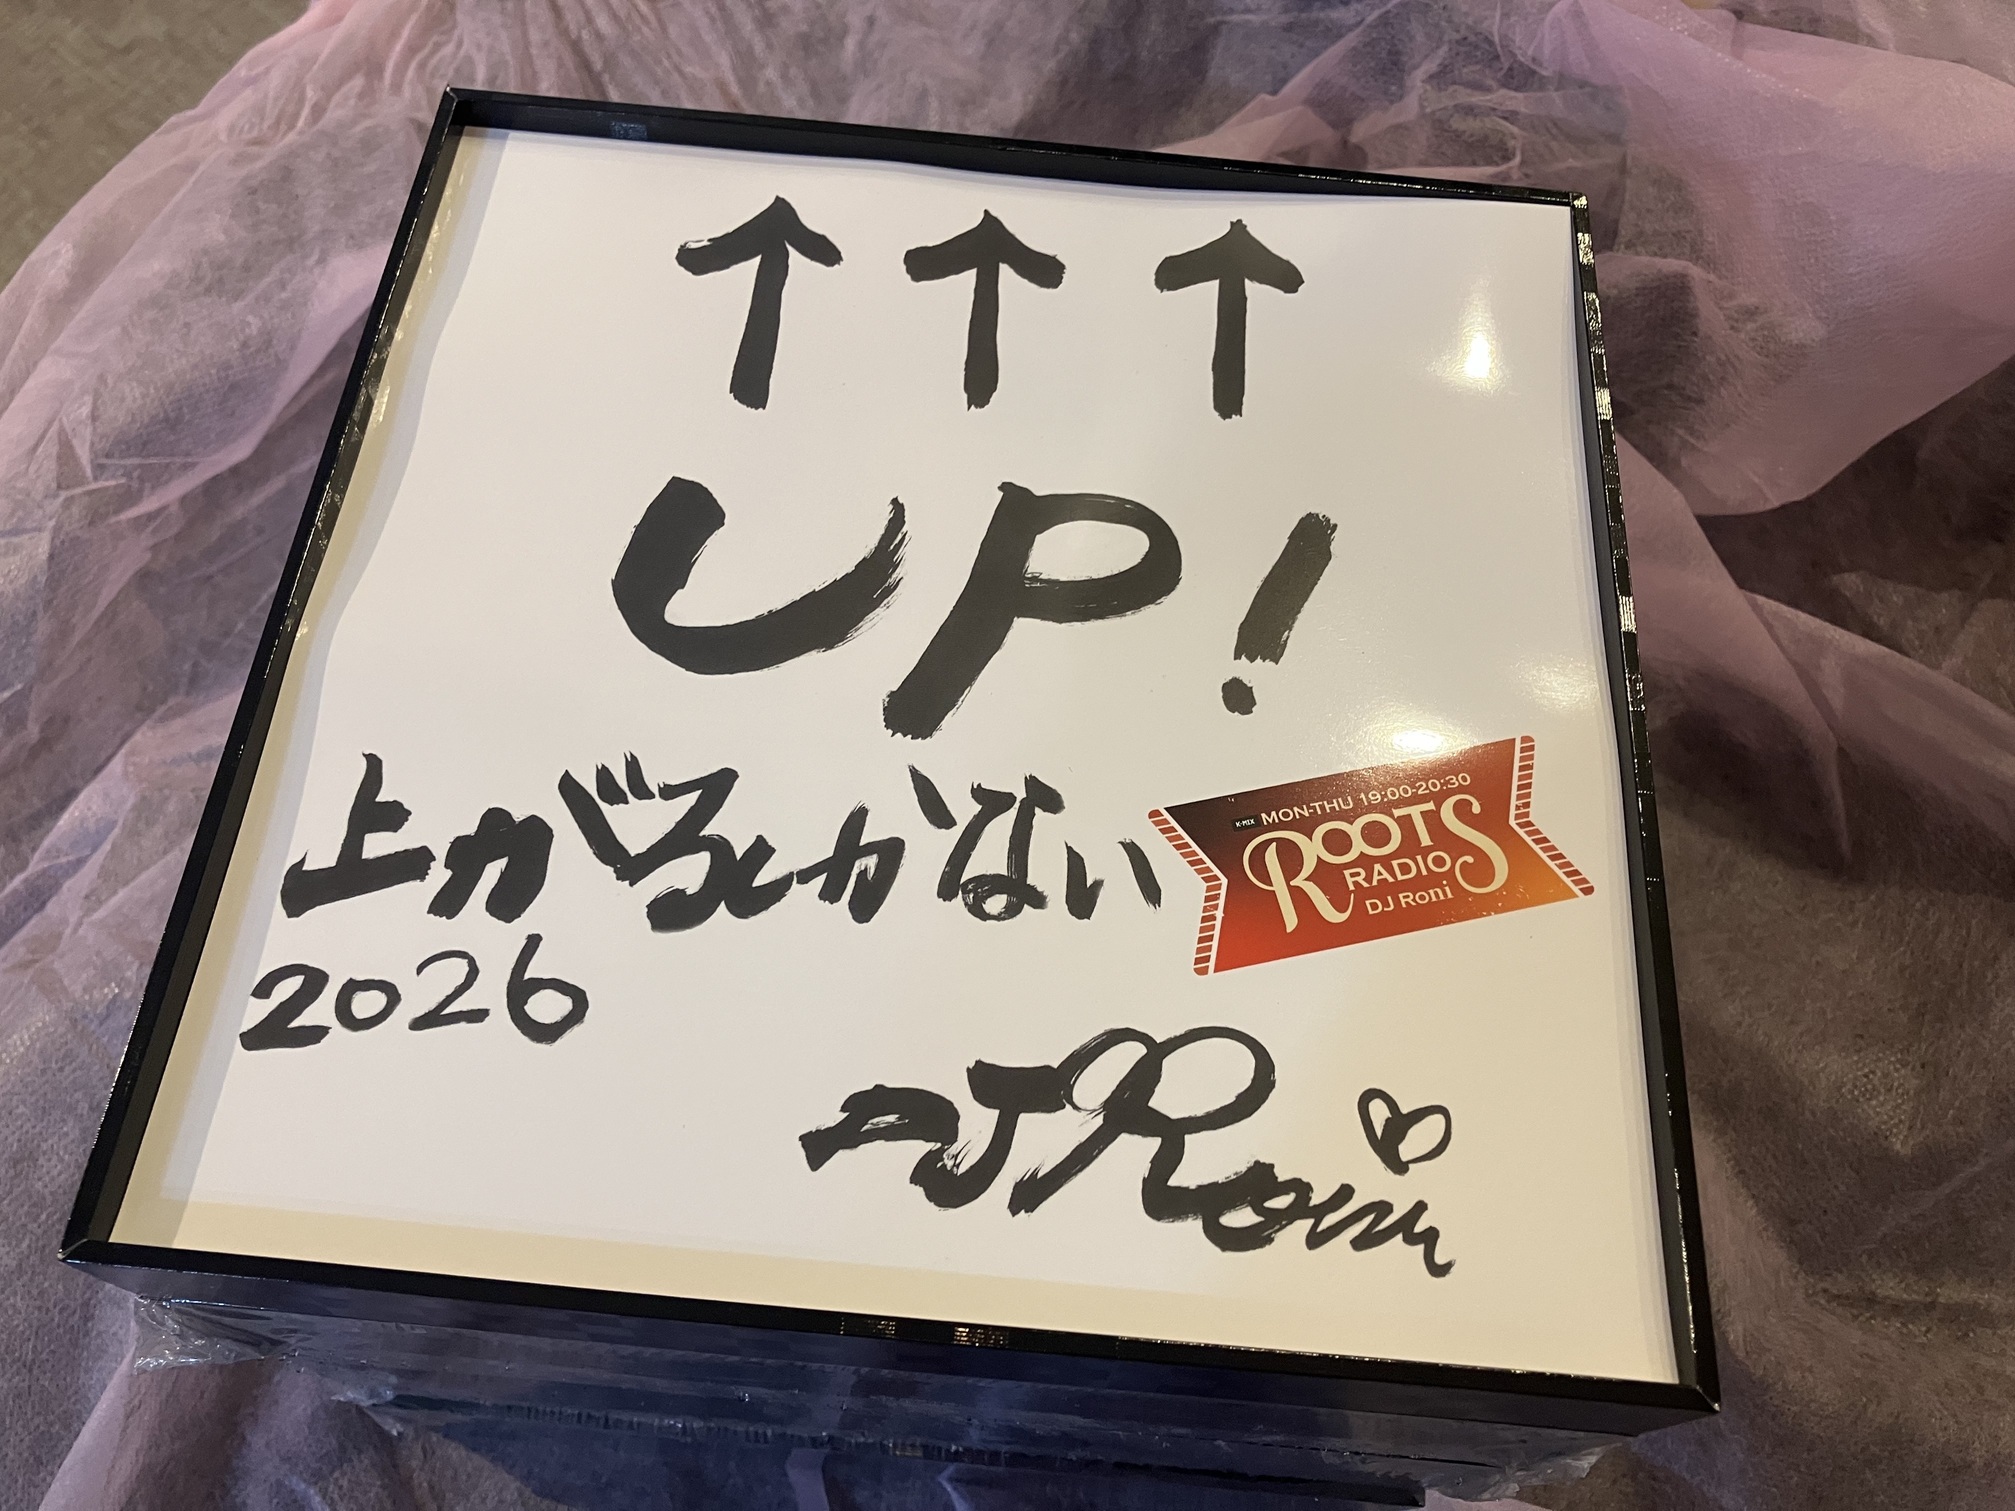 ↑↑↑
UP!
上がるしかない
2026
K-MIX MON-THU 19:00-20:30
ROOTS
RADIO
DJ Roni
DJ Roni